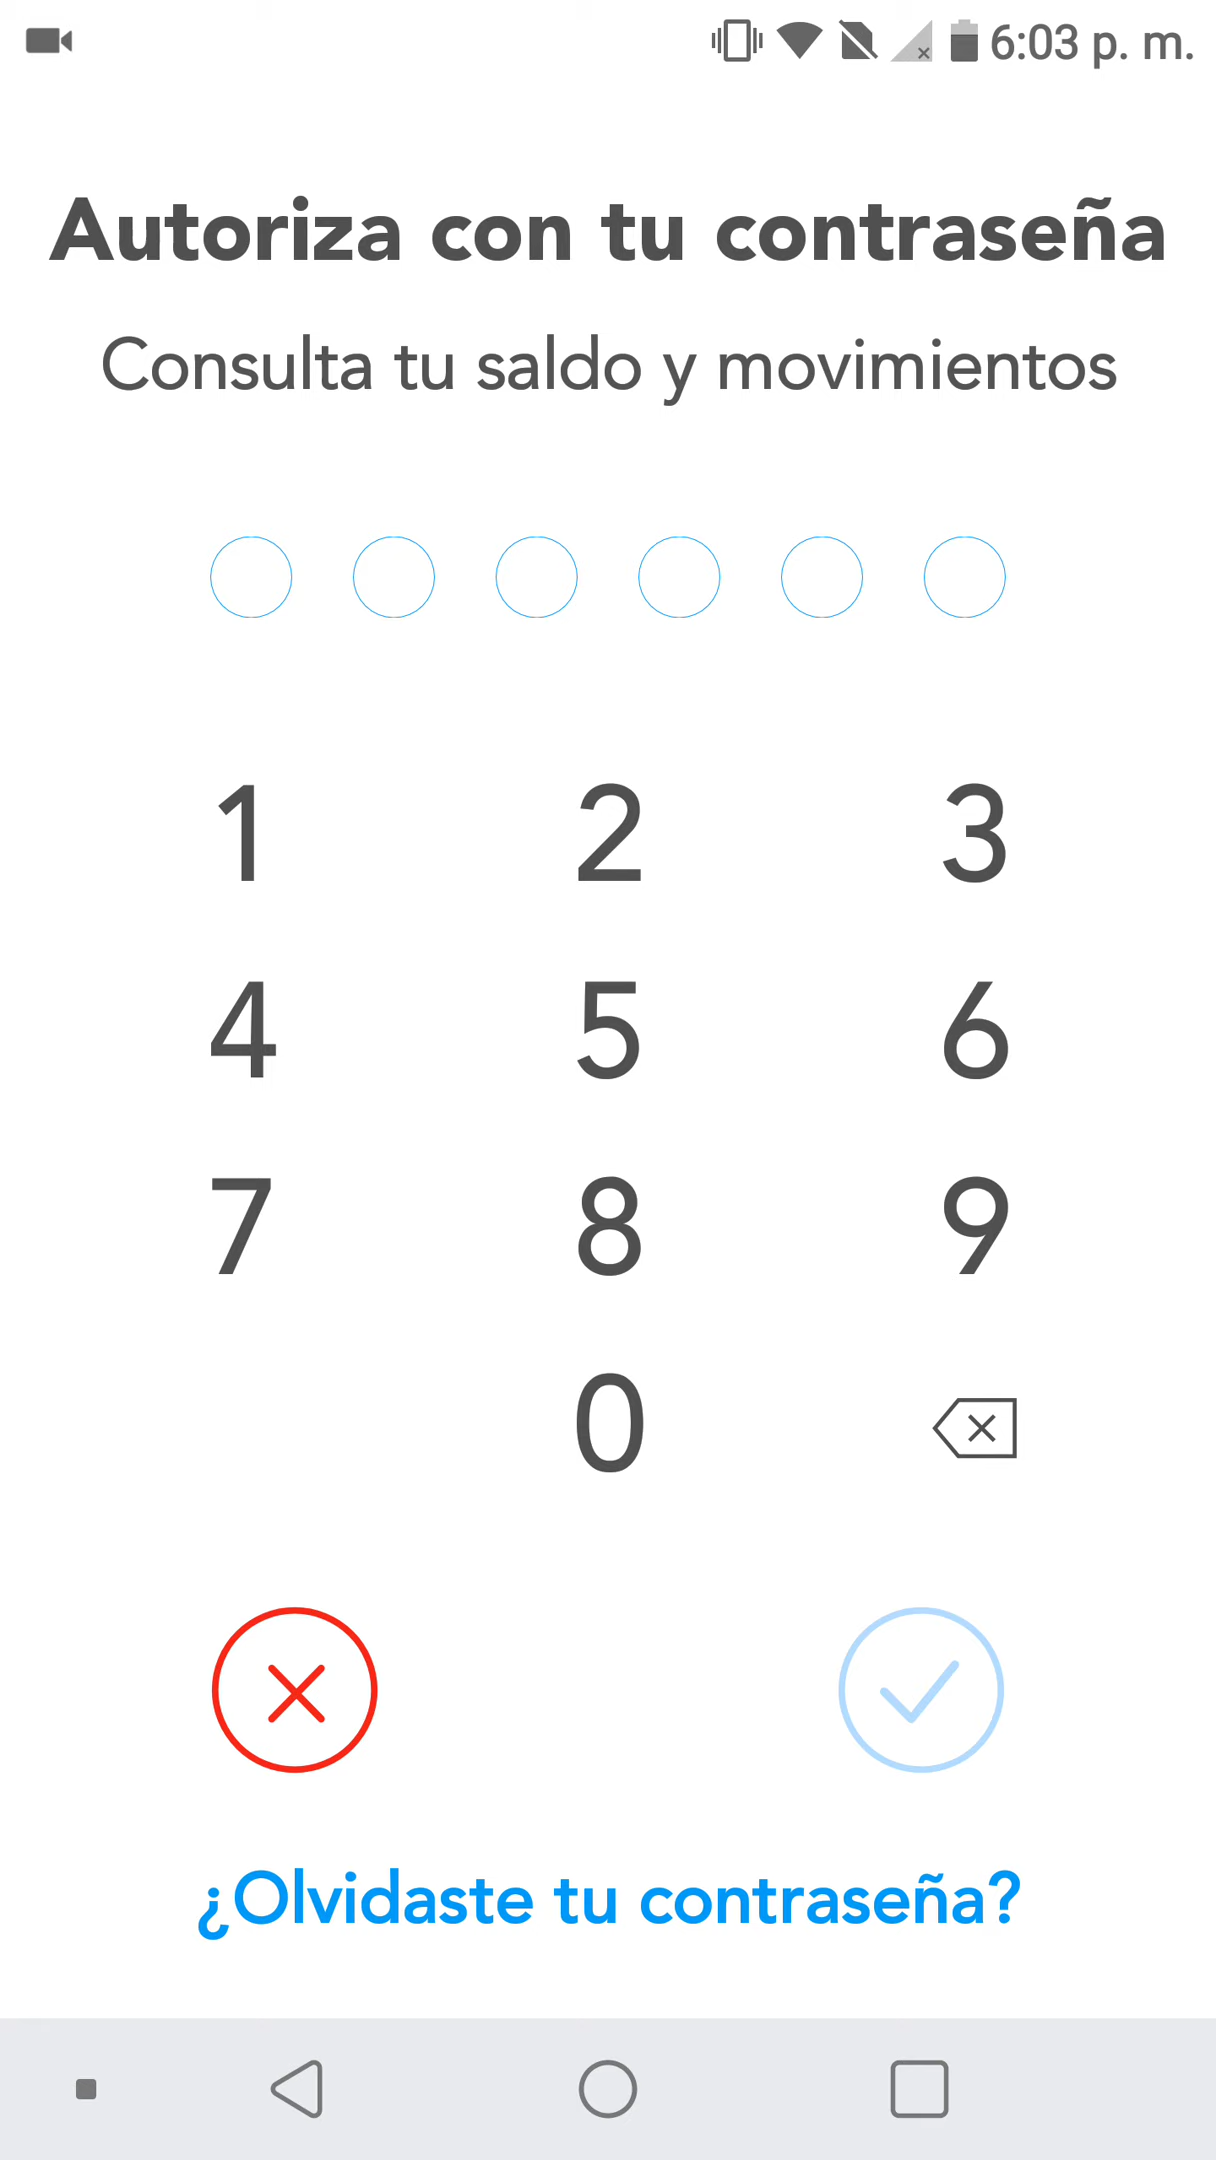 6:03 p. m.
Autoriza con tu contraseña
Consulta tu saldo y movimientos
1 2 3
4 5 6
7 8 9
0
¿Olvidaste tu contraseña?